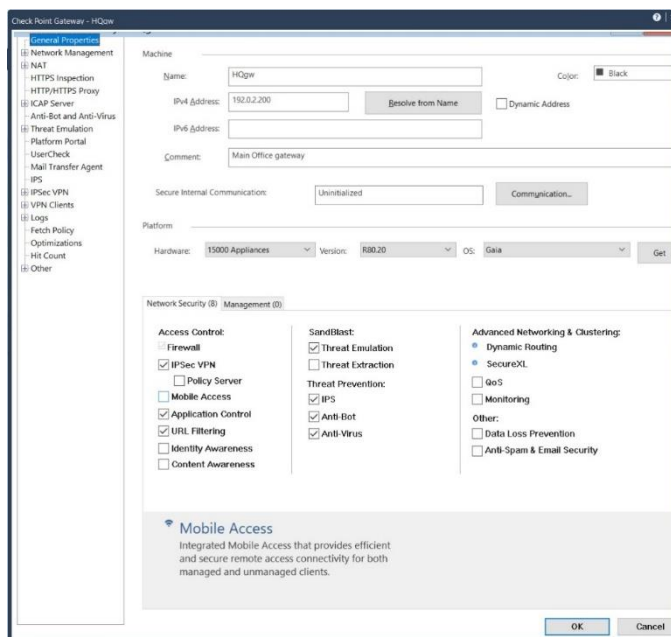 Check Point Gateway - HQgw
General Properties
Network Management
NAT
HTTPS Inspection
HTTP/HTTPS Proxy
ICAP Server
Anti-Bot and Anti-Virus
Threat Emulation
Platform Portal
UserCheck
Mail Transfer Agent
IPS
IPSec VPN
VPN Clients
Logs
Fetch Policy
Optimizations
Hit Count
Other
Machine
Name: HQgw Color: Black
IPv4 Address: 192.0.2.200 Resolve from Name Dynamic Address
IPv6 Address:
Comment: Main Office gateway
Secure Internal Communication: Uninitialized Communication...
Platform
Hardware: 15000 Appliances Version: R80.20 OS: Gaia Get
Network Security (8) Management (0)
Access Control:
Firewall
IPSec VPN
Policy Server
Mobile Access
Application Control
URL Filtering
Identity Awareness
Content Awareness
SandBlast:
Threat Emulation
Threat Extraction
Threat Prevention:
IPS
Anti-Bot
Anti-Virus
Advanced Networking & Clustering:
Dynamic Routing
SecureXL
QoS
Monitoring
Other:
Data Loss Prevention
Anti-Spam & Email Security
Mobile Access
Integrated Mobile Access that provides efficient
and secure remote access connectivity for both
managed and unmanaged clients.
OK Cancel